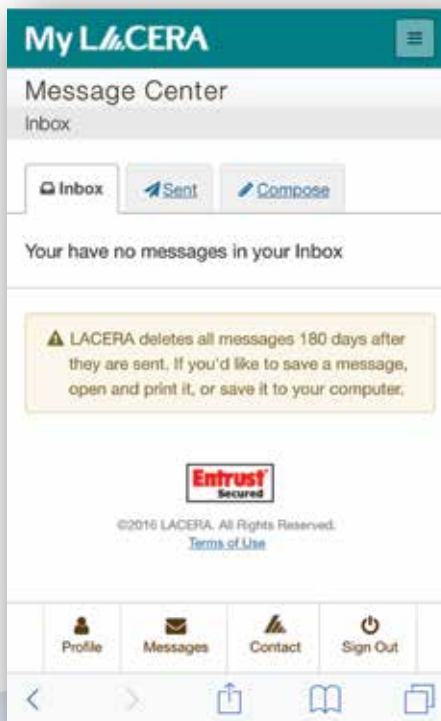 My LACERA
Message Center
Inbox
Inbox
Sent
Compose
Your have no messages in your Inbox
LACERA deletes all messages 180 days after
they are sent. If you'd like to save a message,
open and print it, or save it to your computer.
Entrust
Secured
©2016 LACERA. All Rights Reserved.
Terms of Use
Profile
Messages
Contact
Sign Out